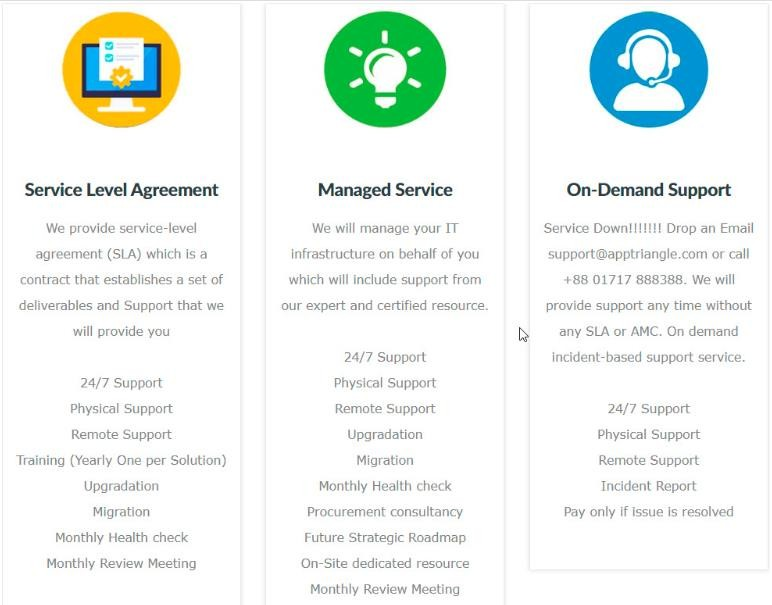 Service Level Agreement
We provide service-level
agreement (SLA) which is a
contract that establishes a set of
deliverables and Support that we
will provide you
24/7 Support
Physical Support
Remote Support
Training (Yearly One per Solution)
Upgradation
Migration
Monthly Health check
Monthly Review Meeting
Managed Service
We will manage your IT
infrastructure on behalf of you
which will include support from
our expert and certified resource.
24/7 Support
Physical Support
Remote Support
Upgradation
Migration
Monthly Health check
Procurement consultancy
Future Strategic Roadmap
On-Site dedicated resource
Monthly Review Meeting
On-Demand Support
Service Down!!!!!!! Drop an Email
support@apptriangle.com or call
+88 01717 888388. We will
provide support any time without
any SLA or AMC. On demand
incident-based support service.
24/7 Support
Physical Support
Remote Support
Incident Report
Pay only if issue is resolved